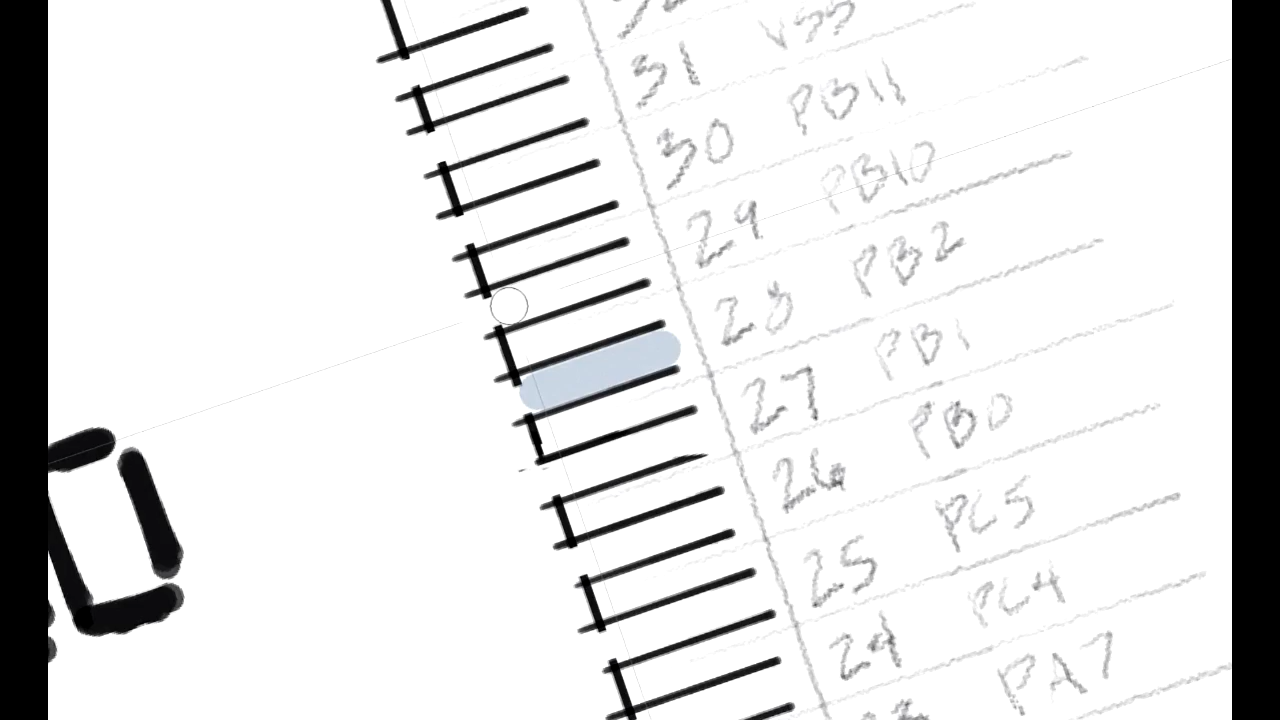 31 VSS
30 PB11
29 PB10
28 PB2
27 PB1
26 PB0
25 PC5
24 PC4
PA7